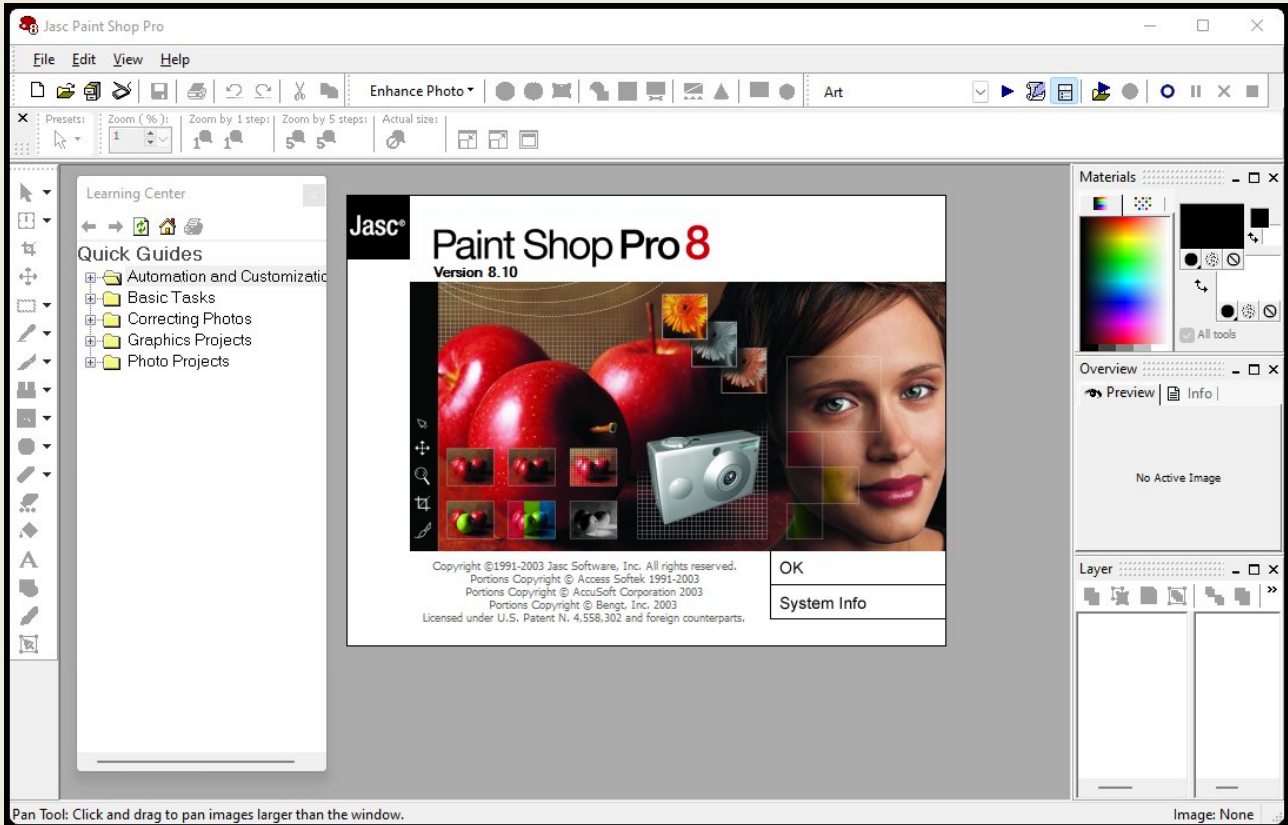 Jasc Paint Shop Pro
File Edit View Help
Enhance Photo Art
Presets: Zoom ( % ): Zoom by 1 step: Zoom by 5 steps: Actual size:
1 1 1 5 5
Learning Center
Quick Guides
Automation and Customizatio
Basic Tasks
Correcting Photos
Graphics Projects
Photo Projects
Jasc®
Paint Shop Pro 8
Version 8.10
Copyright ©1991-2003 Jasc Software, Inc. All rights reserved.
Portions Copyright © Access Softek 1991-2003
Portions Copyright © AccuSoft Corporation 2003
Portions Copyright © Bengt, Inc. 2003
Licensed under U.S. Patent N. 4,558,302 and foreign counterparts.
OK
System Info
Materials
All tools
Overview
Preview Info
No Active Image
Layer
Pan Tool: Click and drag to pan images larger than the window.
Image: None